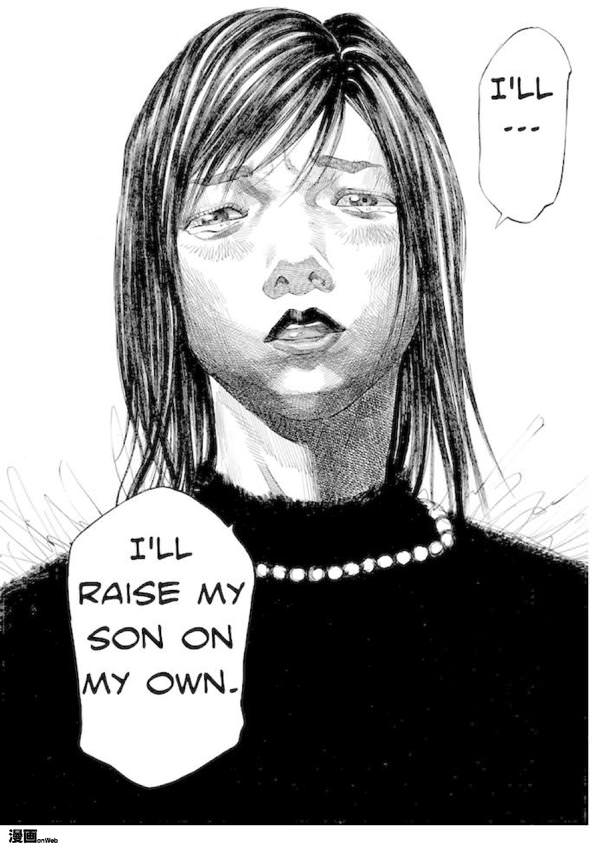 I'LL
...
I'LL
RAISE MY
SON ON
MY OWN.
漫画onWeb